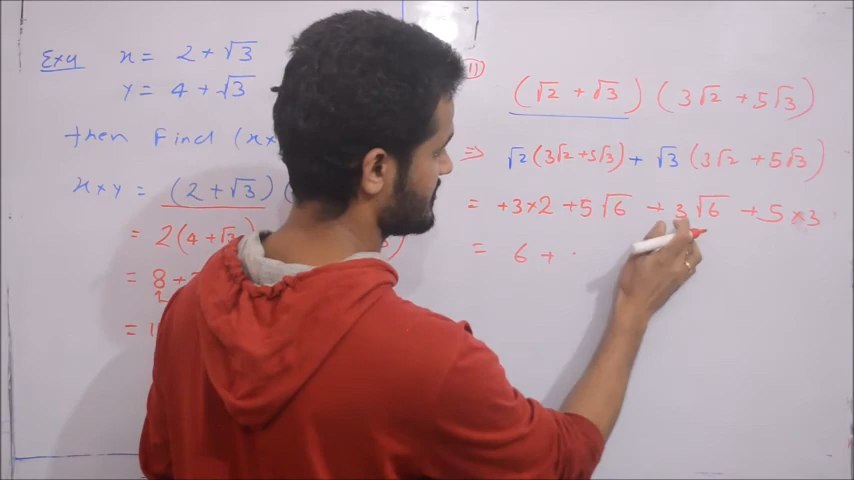 Ex4 x = 2 + √3
y = 4 + √3
then Find (x×
x×y = (2 + √3) (
= 2(4 + √3) )
= 8 +
= 1
(√2 + √3) (3√2 + 5√3)
⇒ √2(3√2+5√3) + √3 (3√2 + 5√3)
= +3×2 +5√6 + 3√6 + 5×3
= 6 +